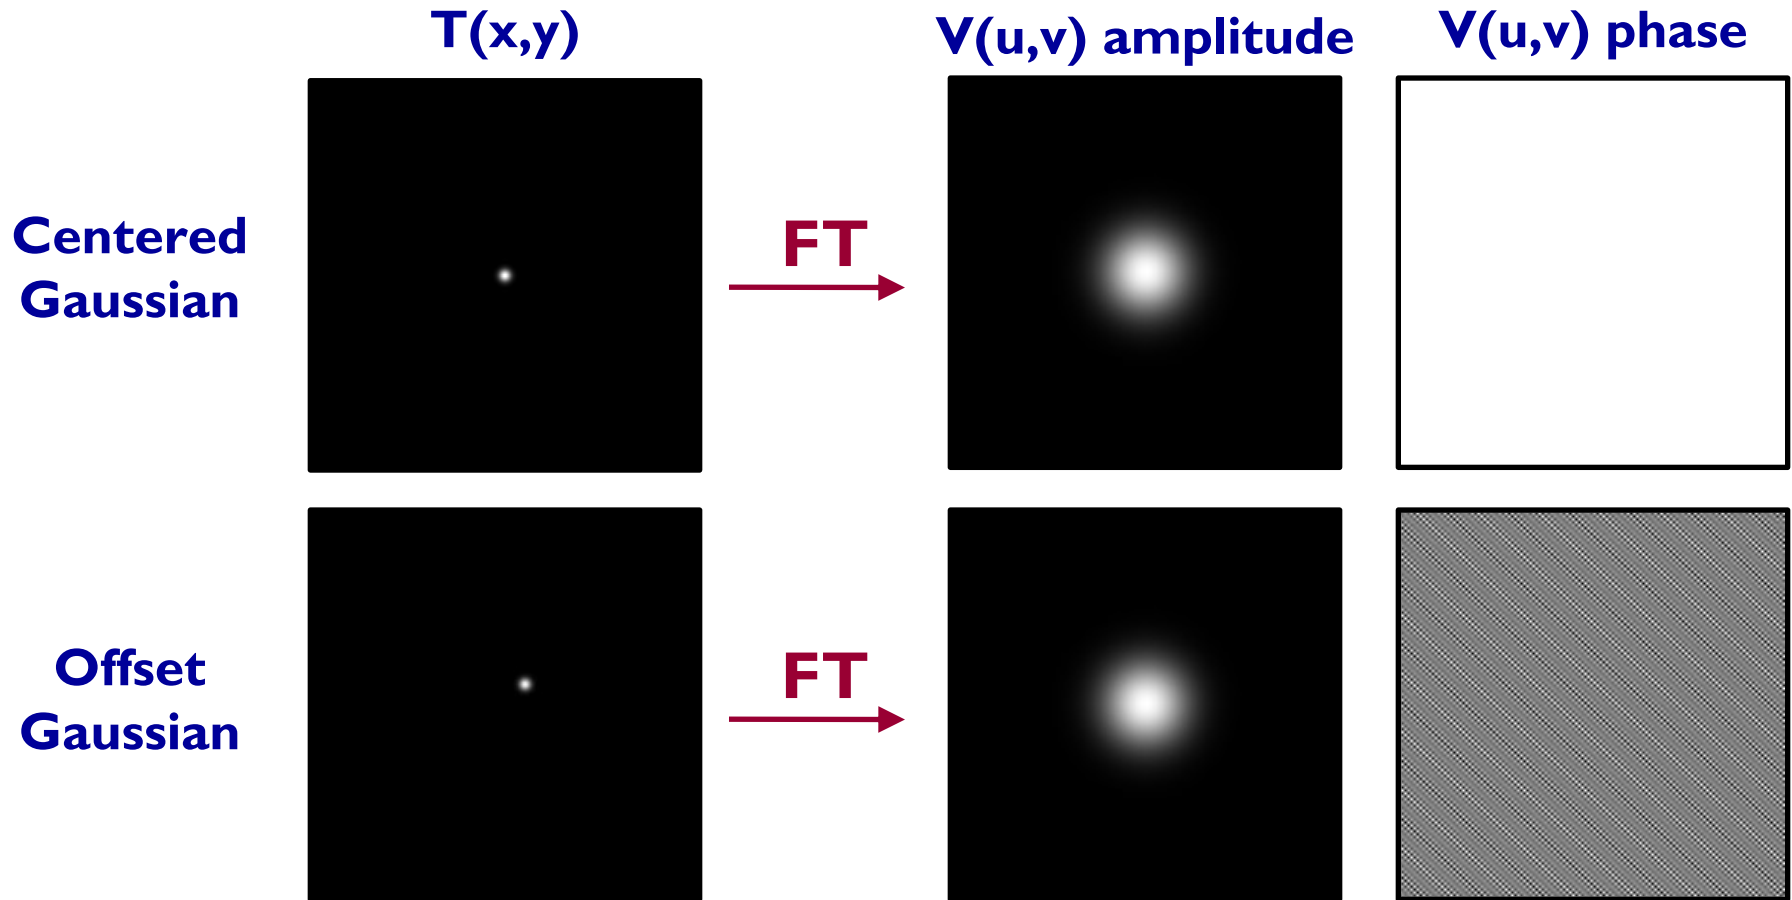 T(x,y)
V(u,v) amplitude
V(u,v) phase
Centered
Gaussian
FT
Offset
Gaussian
FT